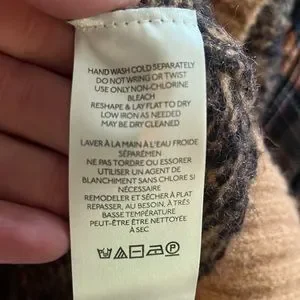 HAND WASH COLD SEPARATELY
DO NOT WRING OR TWIST
USE ONLY NON-CHLORINE
BLEACH
RESHAPE & LAY FLAT TO DRY
LOW IRON AS NEEDED
MAY BE DRY CLEANED
LAVER À LA MAIN À L'EAU FROIDE
SÉPARÉMEN
NE PAS TORDRE OU ESSORER
UTILISER UN AGENT DE
BLANCHIMENT SANS CHLORE SI
NÉCESSAIRE
REMODELER ET SÉCHER À PLAT
REPASSER, AU BESOIN, À TRÈS
BASSE TEMPÉRATURE
PEUT-ÊTRE ÊTRE NETTOYÉ
À SEC
P